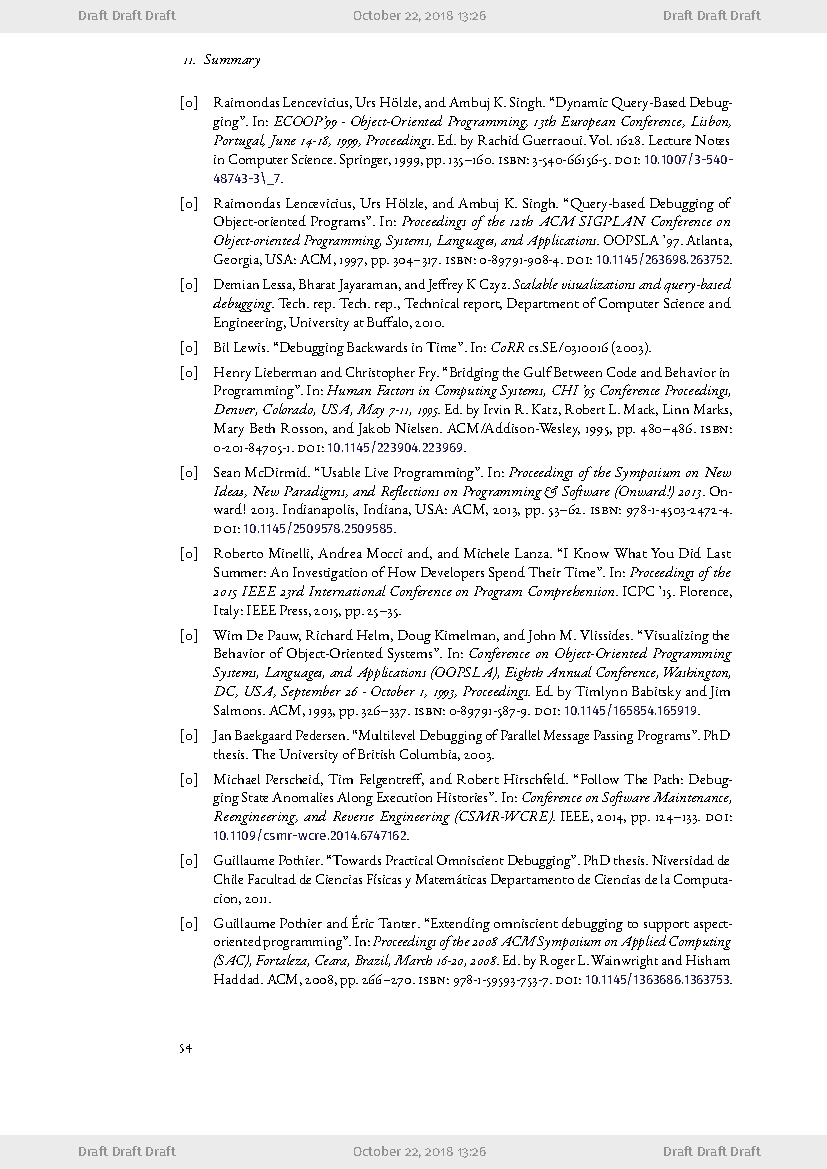 Draft Draft Draft October 22, 2018 13:26 Draft Draft Draft
11. Summary
[0] Raimondas Lencevicius, Urs Hölzle, and Ambuj K. Singh. “Dynamic Query-Based Debug-
ging”. In: ECOOP’99 - Object-Oriented Programming, 13th European Conference, Lisbon,
Portugal, June 14-18, 1999, Proceedings. Ed. by Rachid Guerraoui. Vol. 1628. Lecture Notes
in Computer Science. Springer, 1999, pp. 135–160. ISBN: 3-540-66156-5. DOI: 10.1007/3-540-
48743-3\_7.
[0] Raimondas Lencevicius, Urs Hölzle, and Ambuj K. Singh. “Query-based Debugging of
Object-oriented Programs”. In: Proceedings of the 12th ACM SIGPLAN Conference on
Object-oriented Programming, Systems, Languages, and Applications. OOPSLA ’97. Atlanta,
Georgia, USA: ACM, 1997, pp. 304–317. ISBN: 0-89791-908-4. DOI: 10.1145/263698.263752.
[0] Demian Lessa, Bharat Jayaraman, and Jeffrey K Czyz. Scalable visualizations and query-based
debugging. Tech. rep. Tech. rep., Technical report, Department of Computer Science and
Engineering, University at Buffalo, 2010.
[0] Bil Lewis. “Debugging Backwards in Time”. In: CoRR cs.SE/0310016 (2003).
[0] Henry Lieberman and Christopher Fry. “Bridging the Gulf Between Code and Behavior in
Programming”. In: Human Factors in Computing Systems, CHI ’95 Conference Proceedings,
Denver, Colorado, USA, May 7-11, 1995. Ed. by Irvin R. Katz, Robert L. Mack, Linn Marks,
Mary Beth Rosson, and Jakob Nielsen. ACM/Addison-Wesley, 1995, pp. 480–486. ISBN:
0-201-84705-1. DOI: 10.1145/223904.223969.
[0] Sean McDirmid. “Usable Live Programming”. In: Proceedings of the Symposium on New
Ideas, New Paradigms, and Reflections on Programming & Software (Onward!) 2013. On-
ward! 2013. Indianapolis, Indiana, USA: ACM, 2013, pp. 53–62. ISBN: 978-1-4503-2472-4.
DOI: 10.1145/2509578.2509585.
[0] Roberto Minelli, Andrea Mocci and, and Michele Lanza. “I Know What You Did Last
Summer: An Investigation of How Developers Spend Their Time”. In: Proceedings of the
2015 IEEE 23rd International Conference on Program Comprehension. ICPC ’15. Florence,
Italy: IEEE Press, 2015, pp. 25–35.
[0] Wim De Pauw, Richard Helm, Doug Kimelman, and John M. Vlissides. “Visualizing the
Behavior of Object-Oriented Systems”. In: Conference on Object-Oriented Programming
Systems, Languages, and Applications (OOPSLA), Eighth Annual Conference, Washington,
DC, USA, September 26 - October 1, 1993, Proceedings. Ed. by Timlynn Babitsky and Jim
Salmons. ACM, 1993, pp. 326–337. ISBN: 0-89791-587-9. DOI: 10.1145/165854.165919.
[0] Jan Baekgaard Pedersen. “Multilevel Debugging of Parallel Message Passing Programs”. PhD
thesis. The University of British Columbia, 2003.
[0] Michael Perscheid, Tim Felgentreff, and Robert Hirschfeld. “Follow The Path: Debug-
ging State Anomalies Along Execution Histories”. In: Conference on Software Maintenance,
Reengineering, and Reverse Engineering (CSMR-WCRE). IEEE, 2014, pp. 124–133. DOI:
10.1109/csmr-wcre.2014.6747162.
[0] Guillaume Pothier. “Towards Practical Omniscient Debugging”. PhD thesis. Niversidad de
Chile Facultad de Ciencias Físicas y Matemáticas Departamento de Ciencias de la Computa-
cion, 2011.
[0] Guillaume Pothier and Éric Tanter. “Extending omniscient debugging to support aspect-
oriented programming”. In: Proceedings of the 2008 ACM Symposium on Applied Computing
(SAC), Fortaleza, Ceara, Brazil, March 16-20, 2008. Ed. by Roger L. Wainwright and Hisham
Haddad. ACM, 2008, pp. 266–270. ISBN: 978-1-59593-753-7. DOI: 10.1145/1363686.1363753.
54
Draft Draft Draft October 22, 2018 13:26 Draft Draft Draft